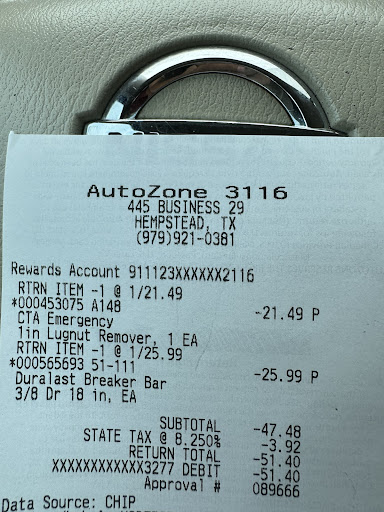 AutoZone 3116
445 BUSINESS 29
HEMPSTEAD, TX
(979)921-0381
Rewards Account 911123XXXXXX2116
RTRN ITEM -1 @ 1/21.49
*000453075 A148 -21.49 P
CTA Emergency
1in Lugnut Remover, 1 EA
RTRN ITEM -1 @ 1/25.99
*000565693 51-111 -25.99 P
Duralast Breaker Bar
3/8 Dr 18 in, EA
SUBTOTAL -47.48
STATE TAX @ 8.250% -3.92
RETURN TOTAL -51.40
XXXXXXXXXXXX3277 DEBIT -51.40
Approval # 089666
Data Source: CHIP